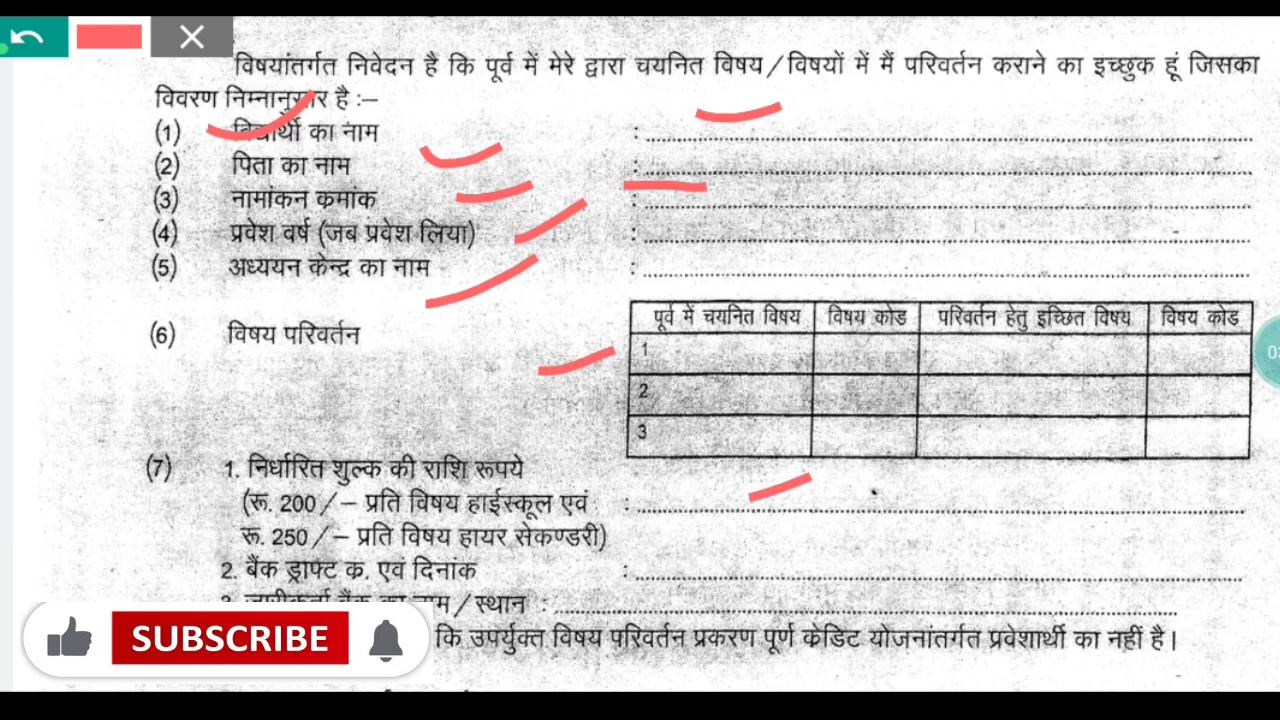 विषयांतर्गत निवेदन है कि पूर्व में मेरे द्वारा चयनित विषय/विषयों में मैं परिवर्तन कराने का इच्छुक हूं जिसका
विवरण निम्नानुसार है :–
(1) विद्यार्थी का नाम :
(2) पिता का नाम :
(3) नामांकन क्रमांक :
(4) प्रवेश वर्ष (जब प्रवेश लिया) :
(5) अध्ययन केन्द्र का नाम :
(6) विषय परिवर्तन
पूर्व में चयनित विषय विषय कोड परिवर्तन हेतु इच्छित विषय विषय कोड
1
2
3
(7) 1. निर्धारित शुल्क की राशि रूपये
(रू. 200/– प्रति विषय हाईस्कूल एवं :
रू. 250/– प्रति विषय हायर सेकण्डरी)
2. बैंक ड्राफ्ट क्र. एवं दिनांक :
नाम/स्थान :
SUBSCRIBE
कि उपर्युक्त विषय परिवर्तन प्रकरण पूर्ण क्रेडिट योजनांतर्गत प्रवेशार्थी का नहीं है।